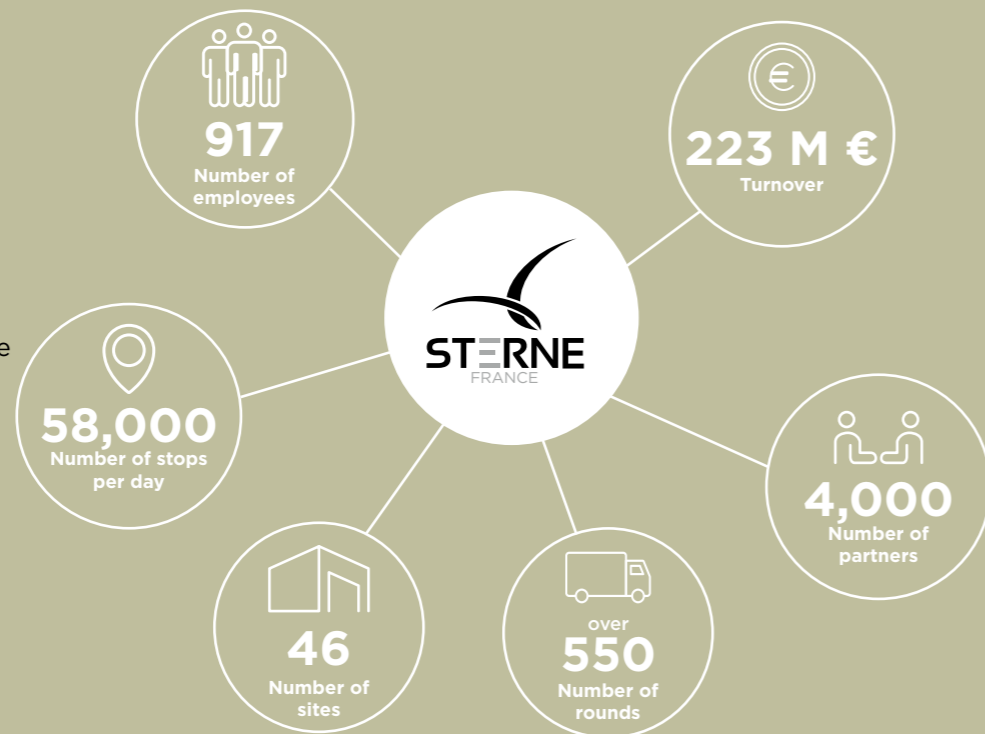 917
Number of
employees
€
223 M €
Turnover
STERNE
FRANCE
e
58,000
Number of stops
per day
4,000
Number of
partners
46
Number of
sites
over
550
Number of
rounds